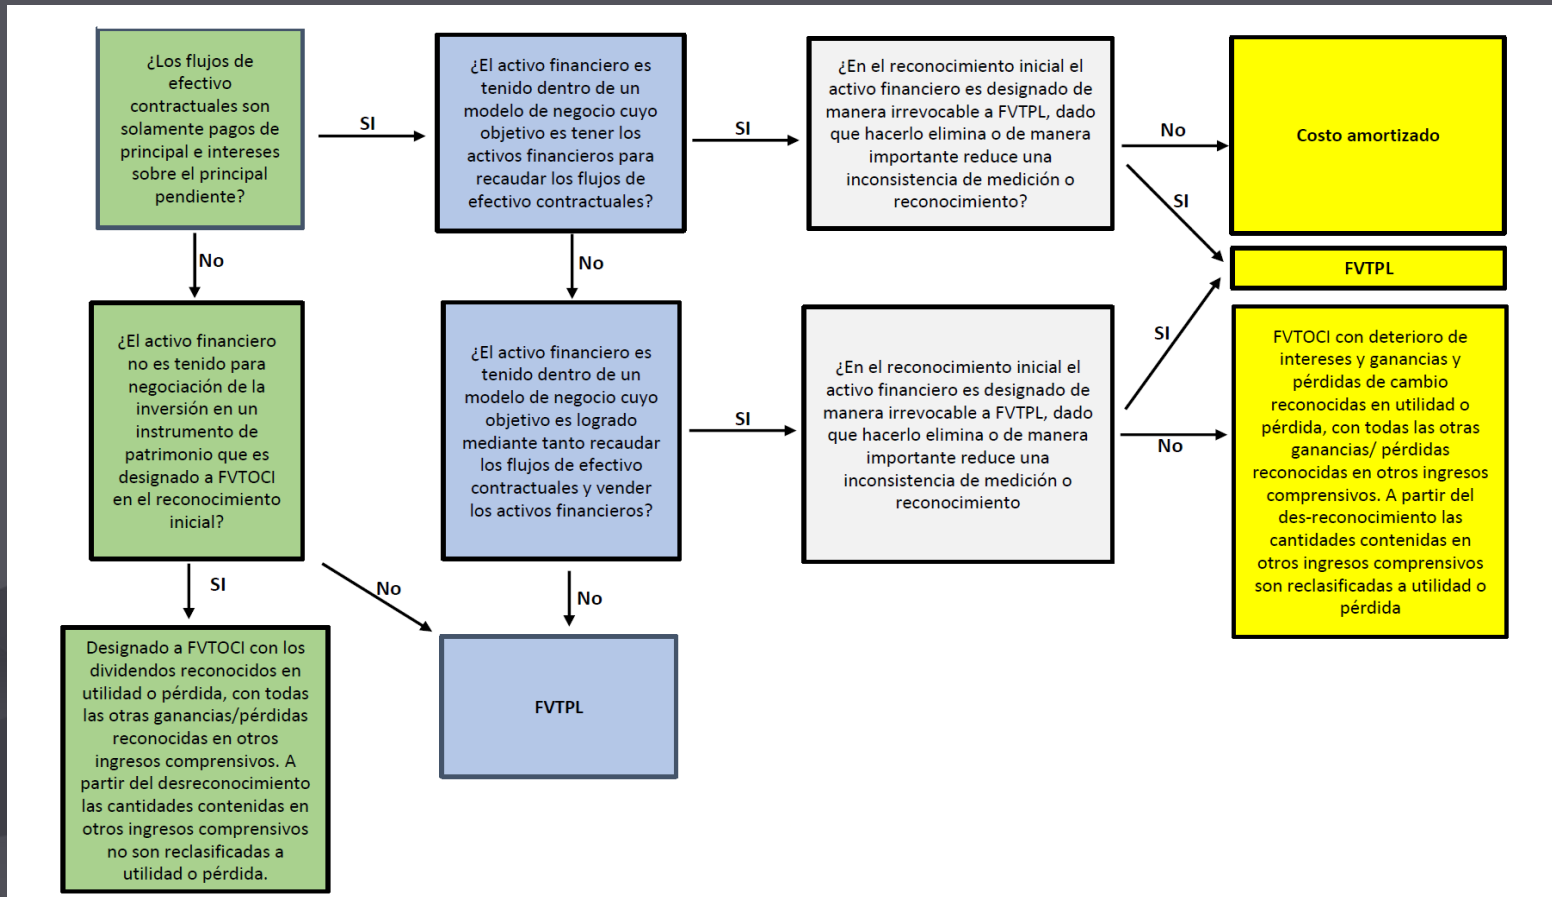 ¿Los flujos de
efectivo
contractuales son
solamente pagos de
principal e intereses
sobre el principal
pendiente?
SI
¿El activo financiero es
tenido dentro de un
modelo de negocio cuyo
objetivo es tener los
activos financieros para
recaudar los flujos de
efectivo contractuales?
SI
¿En el reconocimiento inicial el
activo financiero es designado de
manera irrevocable a FVTPL, dado
que hacerlo elimina o de manera
importante reduce una
inconsistencia de medición o
reconocimiento?
No
SI
Costo amortizado
FVTPL
No
No
¿El activo financiero
no es tenido para
negociación de la
inversión en un
instrumento de
patrimonio que es
designado a FVTOCI
en el reconocimiento
inicial?
¿El activo financiero es
tenido dentro de un
modelo de negocio cuyo
objetivo es logrado
mediante tanto recaudar
los flujos de efectivo
contractuales y vender
los activos financieros?
SI
¿En el reconocimiento inicial el
activo financiero es designado de
manera irrevocable a FVTPL, dado
que hacerlo elimina o de manera
importante reduce una
inconsistencia de medición o
reconocimiento
SI
No
FVTOCI con deterioro de
intereses y ganancias y
pérdidas de cambio
reconocidas en utilidad o
pérdida, con todas las otras
ganancias/ pérdidas
reconocidas en otros ingresos
comprensivos. A partir del
des-reconocimiento las
cantidades contenidas en
otros ingresos comprensivos
son reclasificadas a utilidad o
pérdida
SI
No
No
Designado a FVTOCI con los
dividendos reconocidos en
utilidad o pérdida, con todas
las otras ganancias/pérdidas
reconocidas en otros
ingresos comprensivos. A
partir del desreconocimiento
las cantidades contenidas en
otros ingresos comprensivos
no son reclasificadas a
utilidad o pérdida.
FVTPL